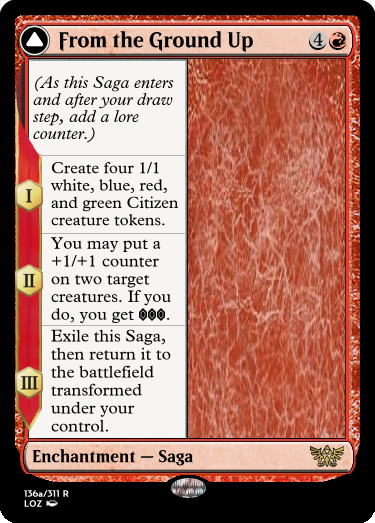 From the Ground Up 4
(As this Saga enters
and after your draw
step, add a lore
counter.)
I
Create four 1/1
white, blue, red,
and green Citizen
creature tokens.
II
You may put a
+1/+1 counter
on two target
creatures. If you
do, you get .
III
Exile this Saga,
then return it to
the battlefield
transformed
under your
control.
Enchantment — Saga
136a/311 R
LOZ